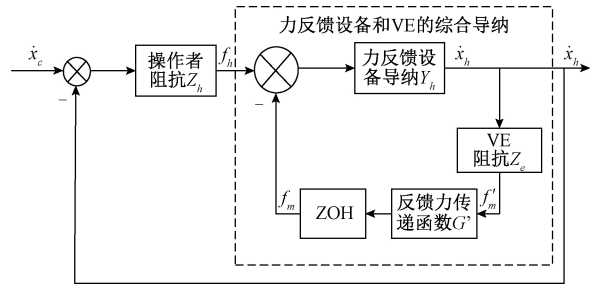 力反馈设备和VE的综合导纳
ẋc
操作者
阻抗Zh
fh
力反馈设
备导纳Yh
ẋh
ẋh
−
−
VE
阻抗Ze
fm
ZOH
反馈力传
递函数G'
f'm